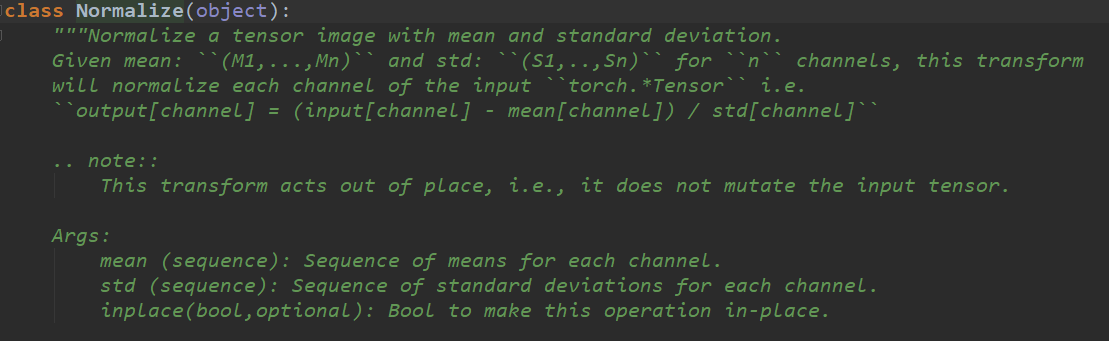 class Normalize(object):
"""Normalize a tensor image with mean and standard deviation.
Given mean: ``(M1,...,Mn)`` and std: ``(S1,..,Sn)`` for ``n`` channels, this transform
will normalize each channel of the input ``torch.*Tensor`` i.e.
``output[channel] = (input[channel] - mean[channel]) / std[channel]``
.. note::
This transform acts out of place, i.e., it does not mutate the input tensor.
Args:
mean (sequence): Sequence of means for each channel.
std (sequence): Sequence of standard deviations for each channel.
inplace(bool,optional): Bool to make this operation in-place.